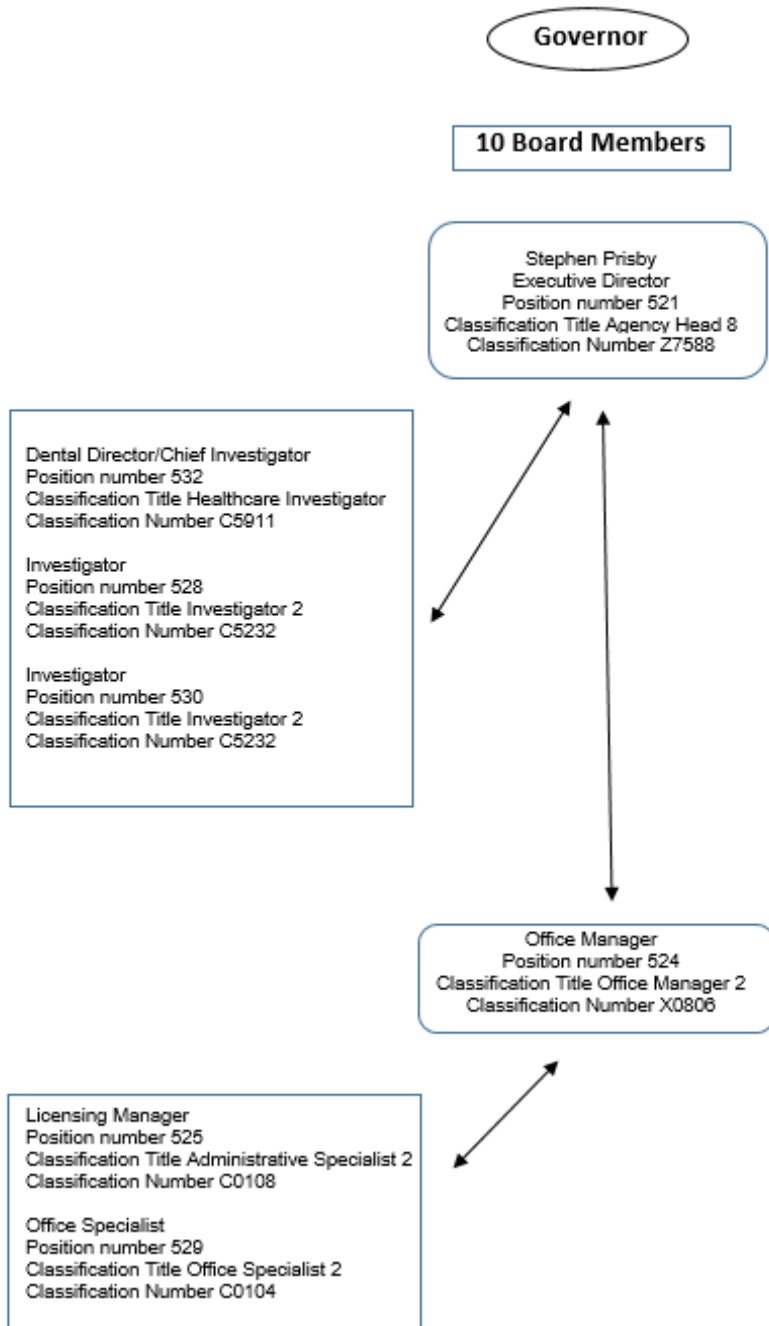 Governor
10 Board Members
Stephen Prisby
Executive Director
Position number 521
Classification Title Agency Head 8
Classification Number Z7588
Dental Director/Chief Investigator
Position number 532
Classification Title Healthcare Investigator
Classification Number C5911
Investigator
Position number 528
Classification Title Investigator 2
Classification Number C5232
Investigator
Position number 530
Classification Title Investigator 2
Classification Number C5232
Office Manager
Position number 524
Classification Title Office Manager 2
Classification Number X0806
Licensing Manager
Position number 525
Classification Title Administrative Specialist 2
Classification Number C0108
Office Specialist
Position number 529
Classification Title Office Specialist 2
Classification Number C0104